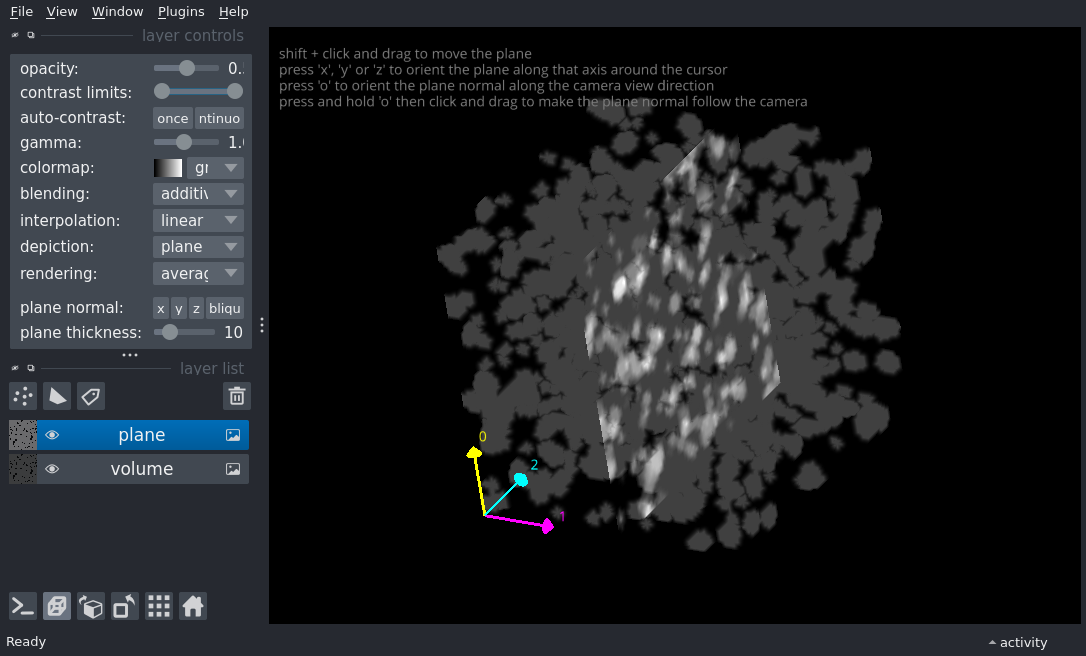 File View Window Plugins Help
layer controls
opacity: 0.
contrast limits:
auto-contrast: once ntinuo
gamma: 1.
colormap: gr
blending: additiv
interpolation: linear
depiction: plane
rendering: averag
plane normal: x y z bliqu
plane thickness: 10
layer list
plane
volume
Ready
shift + click and drag to move the plane
press 'x', 'y' or 'z' to orient the plane along that axis around the cursor
press 'o' to orient the plane normal along the camera view direction
press and hold 'o' then click and drag to make the plane normal follow the camera
0
2
1
activity